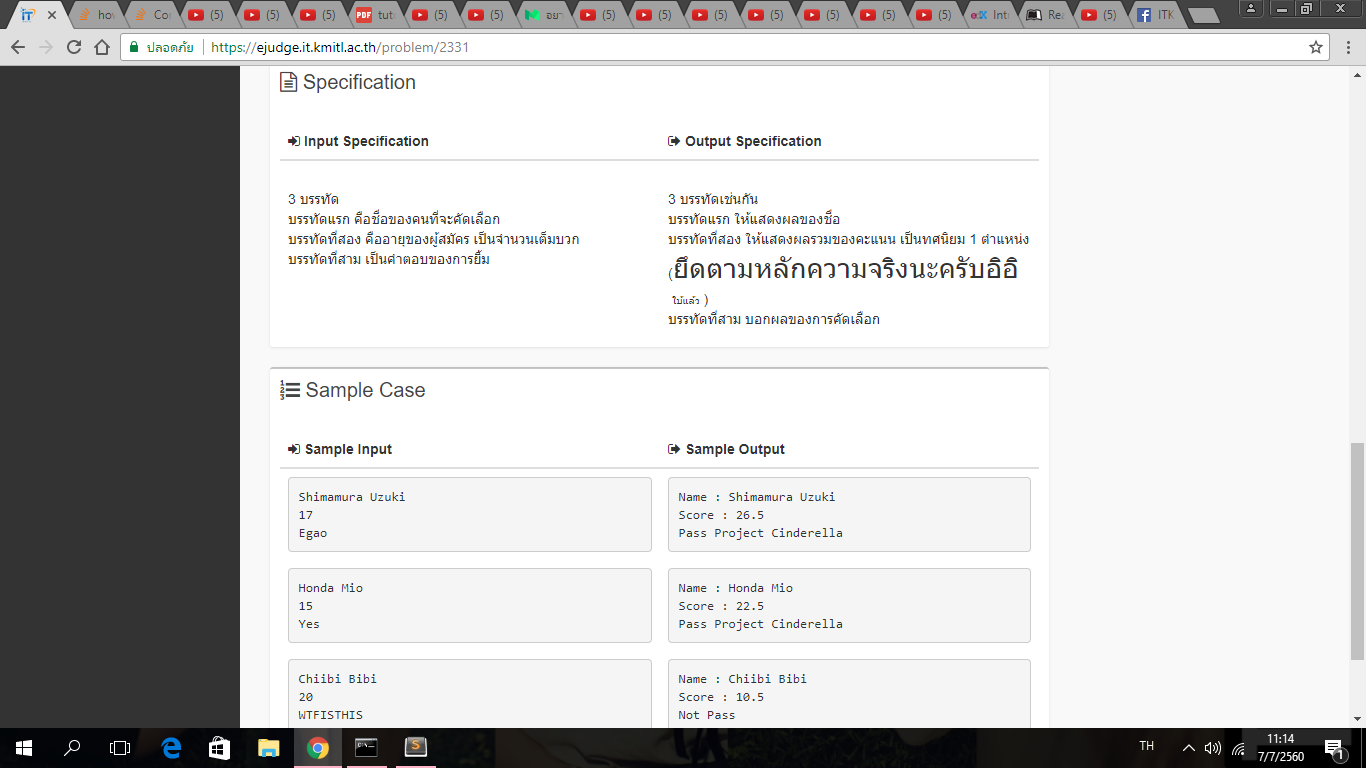 hov
Cor
(5)
(5)
(5)
PDF tuto
(5)
(5)
อยา
(5)
(5)
(5)
(5)
(5)
(5)
(5)
Intr
Rea
(5)
ITK
ปลอดภัย https://ejudge.it.kmitl.ac.th/problem/2331
Specification
Input Specification
3 บรรทัด
บรรทัดแรก คือชื่อของคนที่จะคัดเลือก
บรรทัดที่สอง คืออายุของผู้สมัคร เป็นจำนวนเต็มบวก
บรรทัดที่สาม เป็นคำตอบของการยิ้ม
Output Specification
3 บรรทัดเช่นกัน
บรรทัดแรก ให้แสดงผลของชื่อ
บรรทัดที่สอง ให้แสดงผลรวมของคะแนน เป็นทศนิยม 1 ตำแหน่ง
(ยึดตามหลักความจริงนะครับอิอิ
ใบ้แล้ว )
บรรทัดที่สาม บอกผลของการคัดเลือก
Sample Case
Sample Input
Sample Output
Shimamura Uzuki
17
Egao
Name : Shimamura Uzuki
Score : 26.5
Pass Project Cinderella
Honda Mio
15
Yes
Name : Honda Mio
Score : 22.5
Pass Project Cinderella
Chiibi Bibi
20
WTFISTHIS
Name : Chiibi Bibi
Score : 10.5
Not Pass
TH
11:14
7/7/2560
1